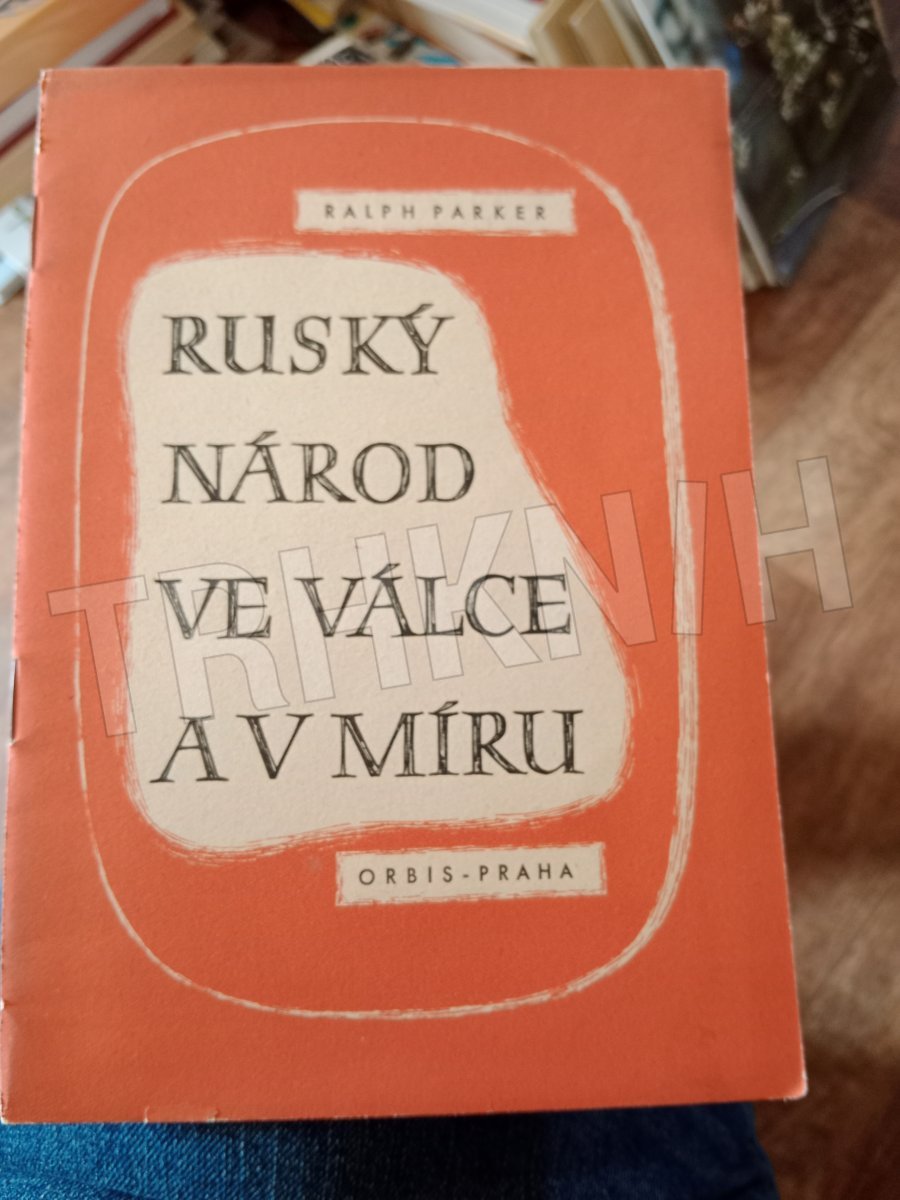 RALPH PARKER
RUSKÝ
NÁROD
VE VÁLCE
A V MÍRU
ORBIS-PRAHA
TRHKNIH